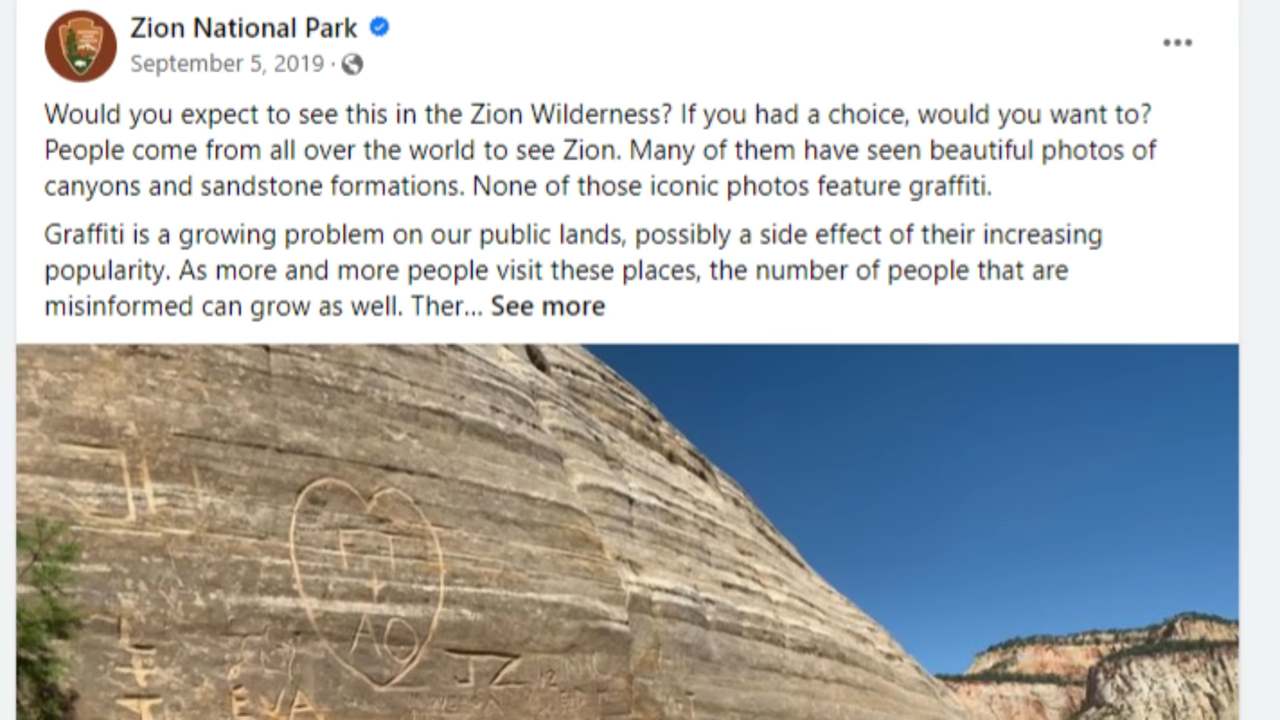 Zion National Park
September 5, 2019 ·
Would you expect to see this in the Zion Wilderness? If you had a choice, would you want to?
People come from all over the world to see Zion. Many of them have seen beautiful photos of
canyons and sandstone formations. None of those iconic photos feature graffiti.
Graffiti is a growing problem on our public lands, possibly a side effect of their increasing
popularity. As more and more people visit these places, the number of people that are
misinformed can grow as well. Ther... See more
+
AO
JZ
EVA